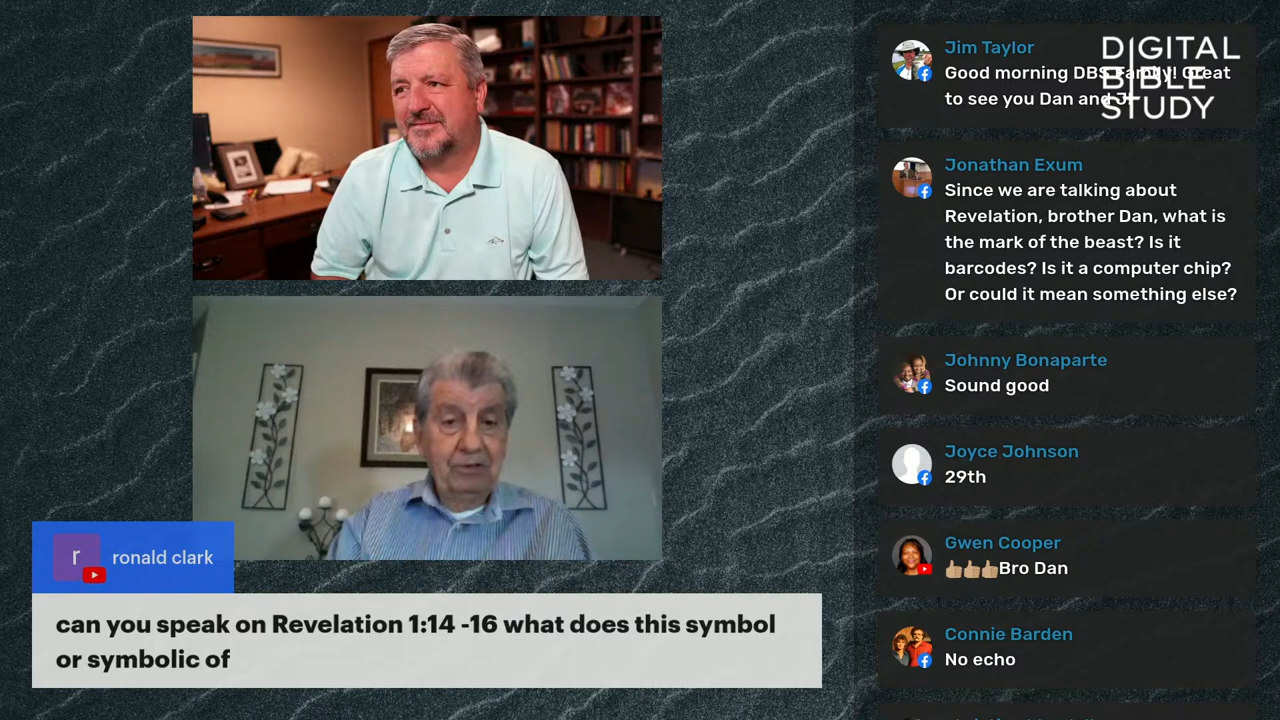 DIGITAL
BIBLE
STUDY
Jim Taylor
Good morning DBS Family! Great
to see you Dan and
Jonathan Exum
Since we are talking about
Revelation, brother Dan, what is
the mark of the beast? Is it
barcodes? Is it a computer chip?
Or could it mean something else?
Johnny Bonaparte
Sound good
Joyce Johnson
29th
Gwen Cooper
👍🏼👍🏼👍🏼Bro Dan
Connie Barden
No echo
r
ronald clark
can you speak on Revelation 1:14 -16 what does this symbol
or symbolic of